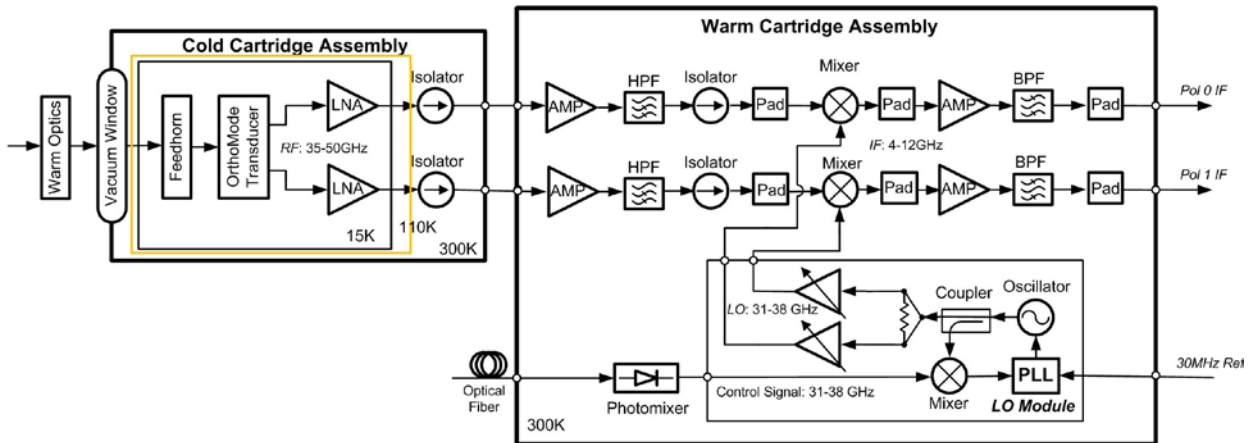 Cold Cartridge Assembly
Warm Cartridge Assembly
Warm Optics
Vacuum Window
Feedhorn
OrthoMode
Transducer
LNA
RF: 35-50GHz
LNA
15K
110K
300K
Isolator
Isolator
AMP
HPF
Isolator
Pad
Mixer
Pad
AMP
BPF
Pad
Pol 0 IF
IF: 4-12GHz
AMP
HPF
Isolator
Pad
Mixer
Pad
AMP
BPF
Pad
Pol 1 IF
LO: 31-38 GHz
Coupler
Oscillator
Optical
Fiber
Photomixer
Control Signal: 31-38 GHz
Mixer
PLL
LO Module
30MHz Ref
300K